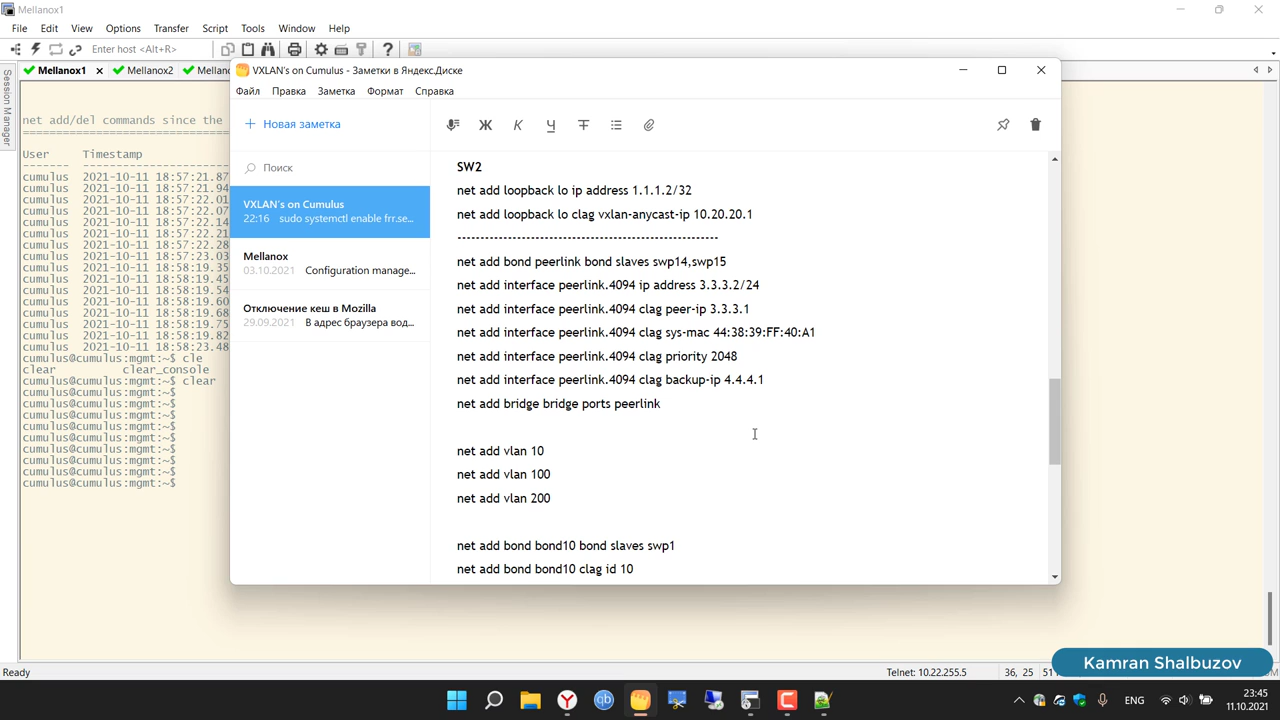 Mellanox1
File Edit View Options Transfer Script Tools Window Help
Enter host <Alt+R>
Mellanox1 Mellanox2 Mellan
Session Manager
net add/del commands since the
================================
User Timestamp
cumulus 2021-10-11 18:57:21.87
cumulus 2021-10-11 18:57:21.94
cumulus 2021-10-11 18:57:22.01
cumulus 2021-10-11 18:57:22.07
cumulus 2021-10-11 18:57:22.14
cumulus 2021-10-11 18:57:22.21
cumulus 2021-10-11 18:57:22.28
cumulus 2021-10-11 18:57:23.03
cumulus 2021-10-11 18:58:19.35
cumulus 2021-10-11 18:58:19.45
cumulus 2021-10-11 18:58:19.54
cumulus 2021-10-11 18:58:19.60
cumulus 2021-10-11 18:58:19.68
cumulus 2021-10-11 18:58:19.75
cumulus 2021-10-11 18:58:19.82
cumulus 2021-10-11 18:58:23.48
cumulus@cumulus:mgmt:~$ cle
clear clear_console
cumulus@cumulus:mgmt:~$ clear
cumulus@cumulus:mgmt:~$
cumulus@cumulus:mgmt:~$
cumulus@cumulus:mgmt:~$
cumulus@cumulus:mgmt:~$
cumulus@cumulus:mgmt:~$
cumulus@cumulus:mgmt:~$
cumulus@cumulus:mgmt:~$
cumulus@cumulus:mgmt:~$
cumulus@cumulus:mgmt:~$
VXLAN's on Cumulus - Заметки в Яндекс.Диске
Файл Правка Заметка Формат Справка
Новая заметка
Ж К Ч Т
Поиск
VXLAN's on Cumulus
22:16 sudo systemctl enable frr.se...
Mellanox
03.10.2021 Configuration manage...
Отключение кеш в Mozilla
29.09.2021 В адрес браузера вод...
SW2
net add loopback lo ip address 1.1.1.2/32
net add loopback lo clag vxlan-anycast-ip 10.20.20.1
---------------------------------------------------------
net add bond peerlink bond slaves swp14,swp15
net add interface peerlink.4094 ip address 3.3.3.2/24
net add interface peerlink.4094 clag peer-ip 3.3.3.1
net add interface peerlink.4094 clag sys-mac 44:38:39:FF:40:A1
net add interface peerlink.4094 clag priority 2048
net add interface peerlink.4094 clag backup-ip 4.4.4.1
net add bridge bridge ports peerlink
net add vlan 10
net add vlan 100
net add vlan 200
net add bond bond10 bond slaves swp1
net add bond bond10 clag id 10
Kamran Shalbuzov
Ready
Telnet: 10.22.255.5 36, 25
ENG
23:45
11.10.2021